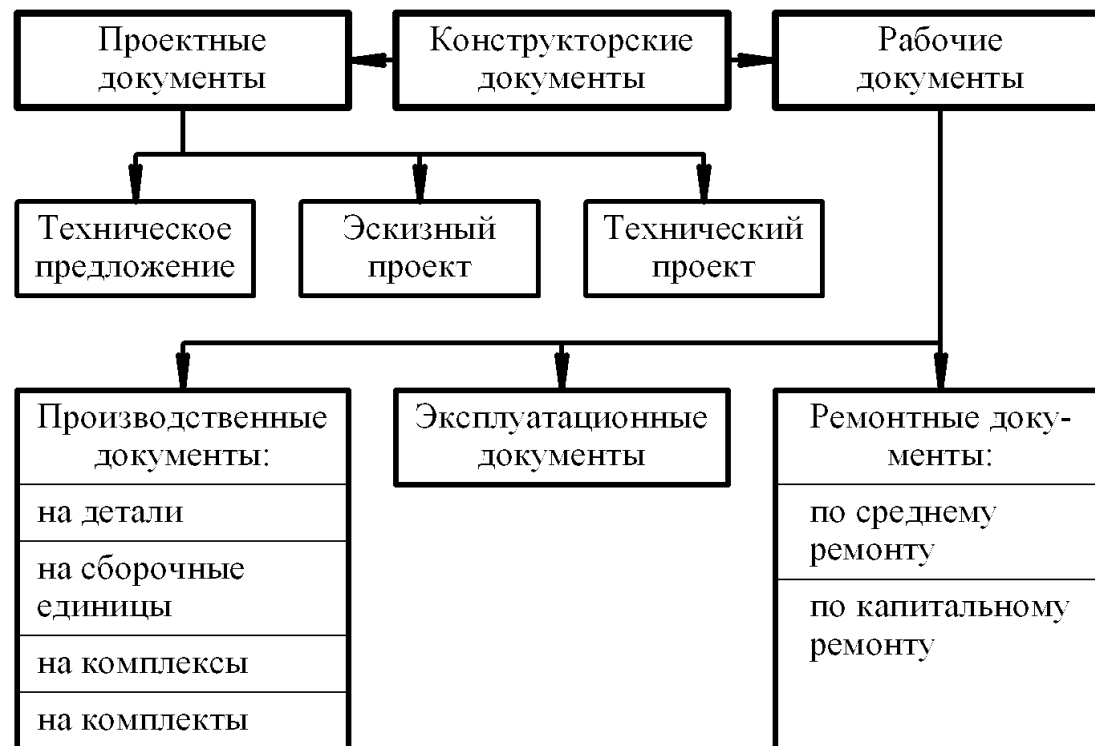 Проектные
документы
Конструкторские
документы
Рабочие
документы
Техническое
предложение
Эскизный
проект
Технический
проект
Производственные
документы:
на детали
на сборочные
единицы
на комплексы
на комплекты
Эксплуатационные
документы
Ремонтные доку-
менты:
по среднему
ремонту
по капитальному
ремонту